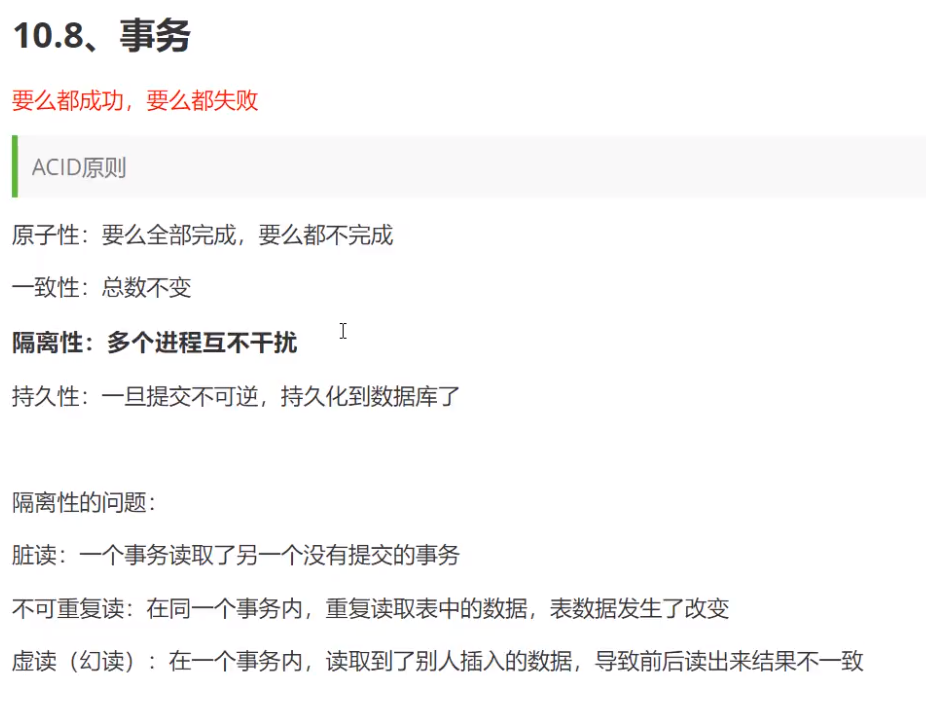 10.8、事务
要么都成功，要么都失败
ACID原则
原子性：要么全部完成，要么都不完成
一致性：总数不变
隔离性：多个进程互不干扰
持久性：一旦提交不可逆，持久化到数据库了
隔离性的问题：
脏读：一个事务读取了另一个没有提交的事务
不可重复读：在同一个事务内，重复读取表中的数据，表数据发生了改变
虚读（幻读）：在一个事务内，读取到了别人插入的数据，导致前后读出来结果不一致